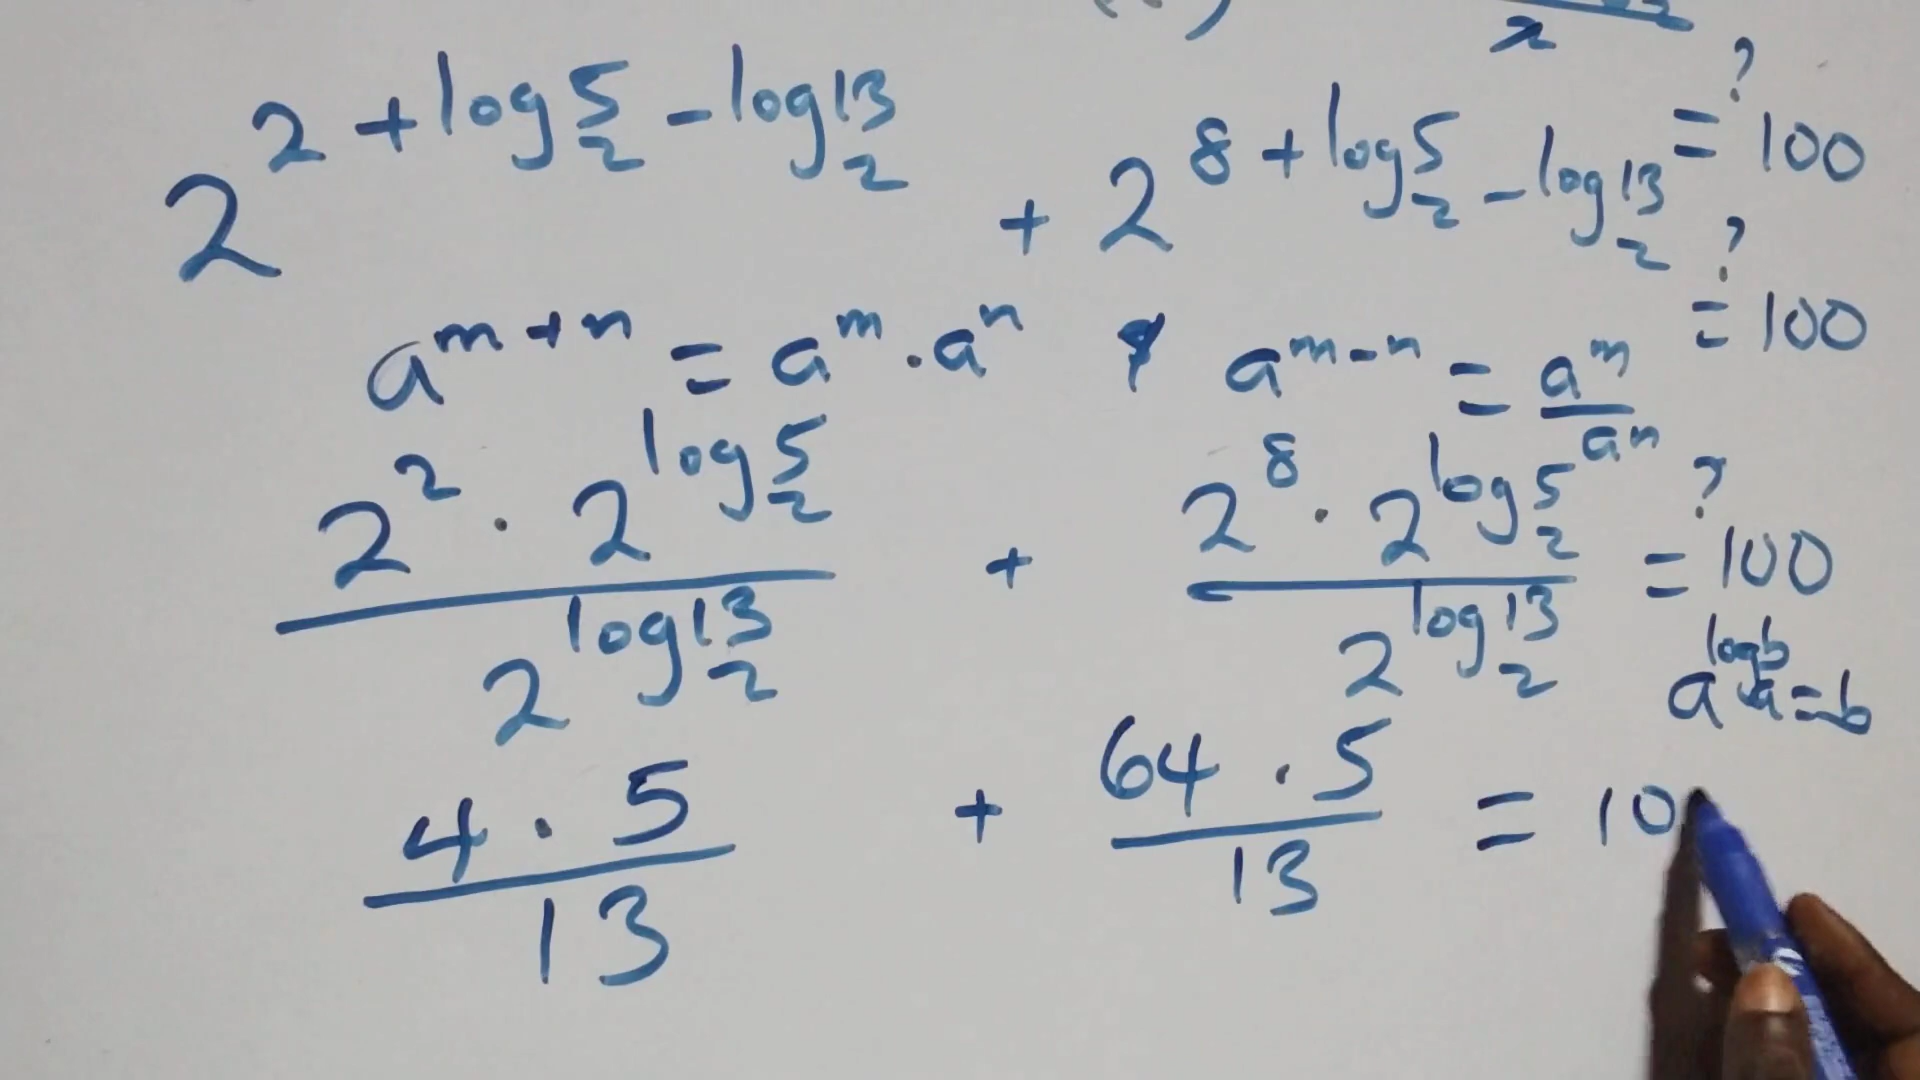 x
2^{2 + log_2 5 - log_2 13} + 2^{8 + log_2 5 - log_2 13} =? 100
a^{m+n} = a^m . a^n & a^{m-n} = a^m / a^n =? 100
2^2 . 2^{log_2 5} / 2^{log_2 13} + 2^8 . 2^{log_2 5} / 2^{log_2 13} =? 100
a^{log_a b} = b
4 . 5 / 13 + 64 . 5 / 13 = 10